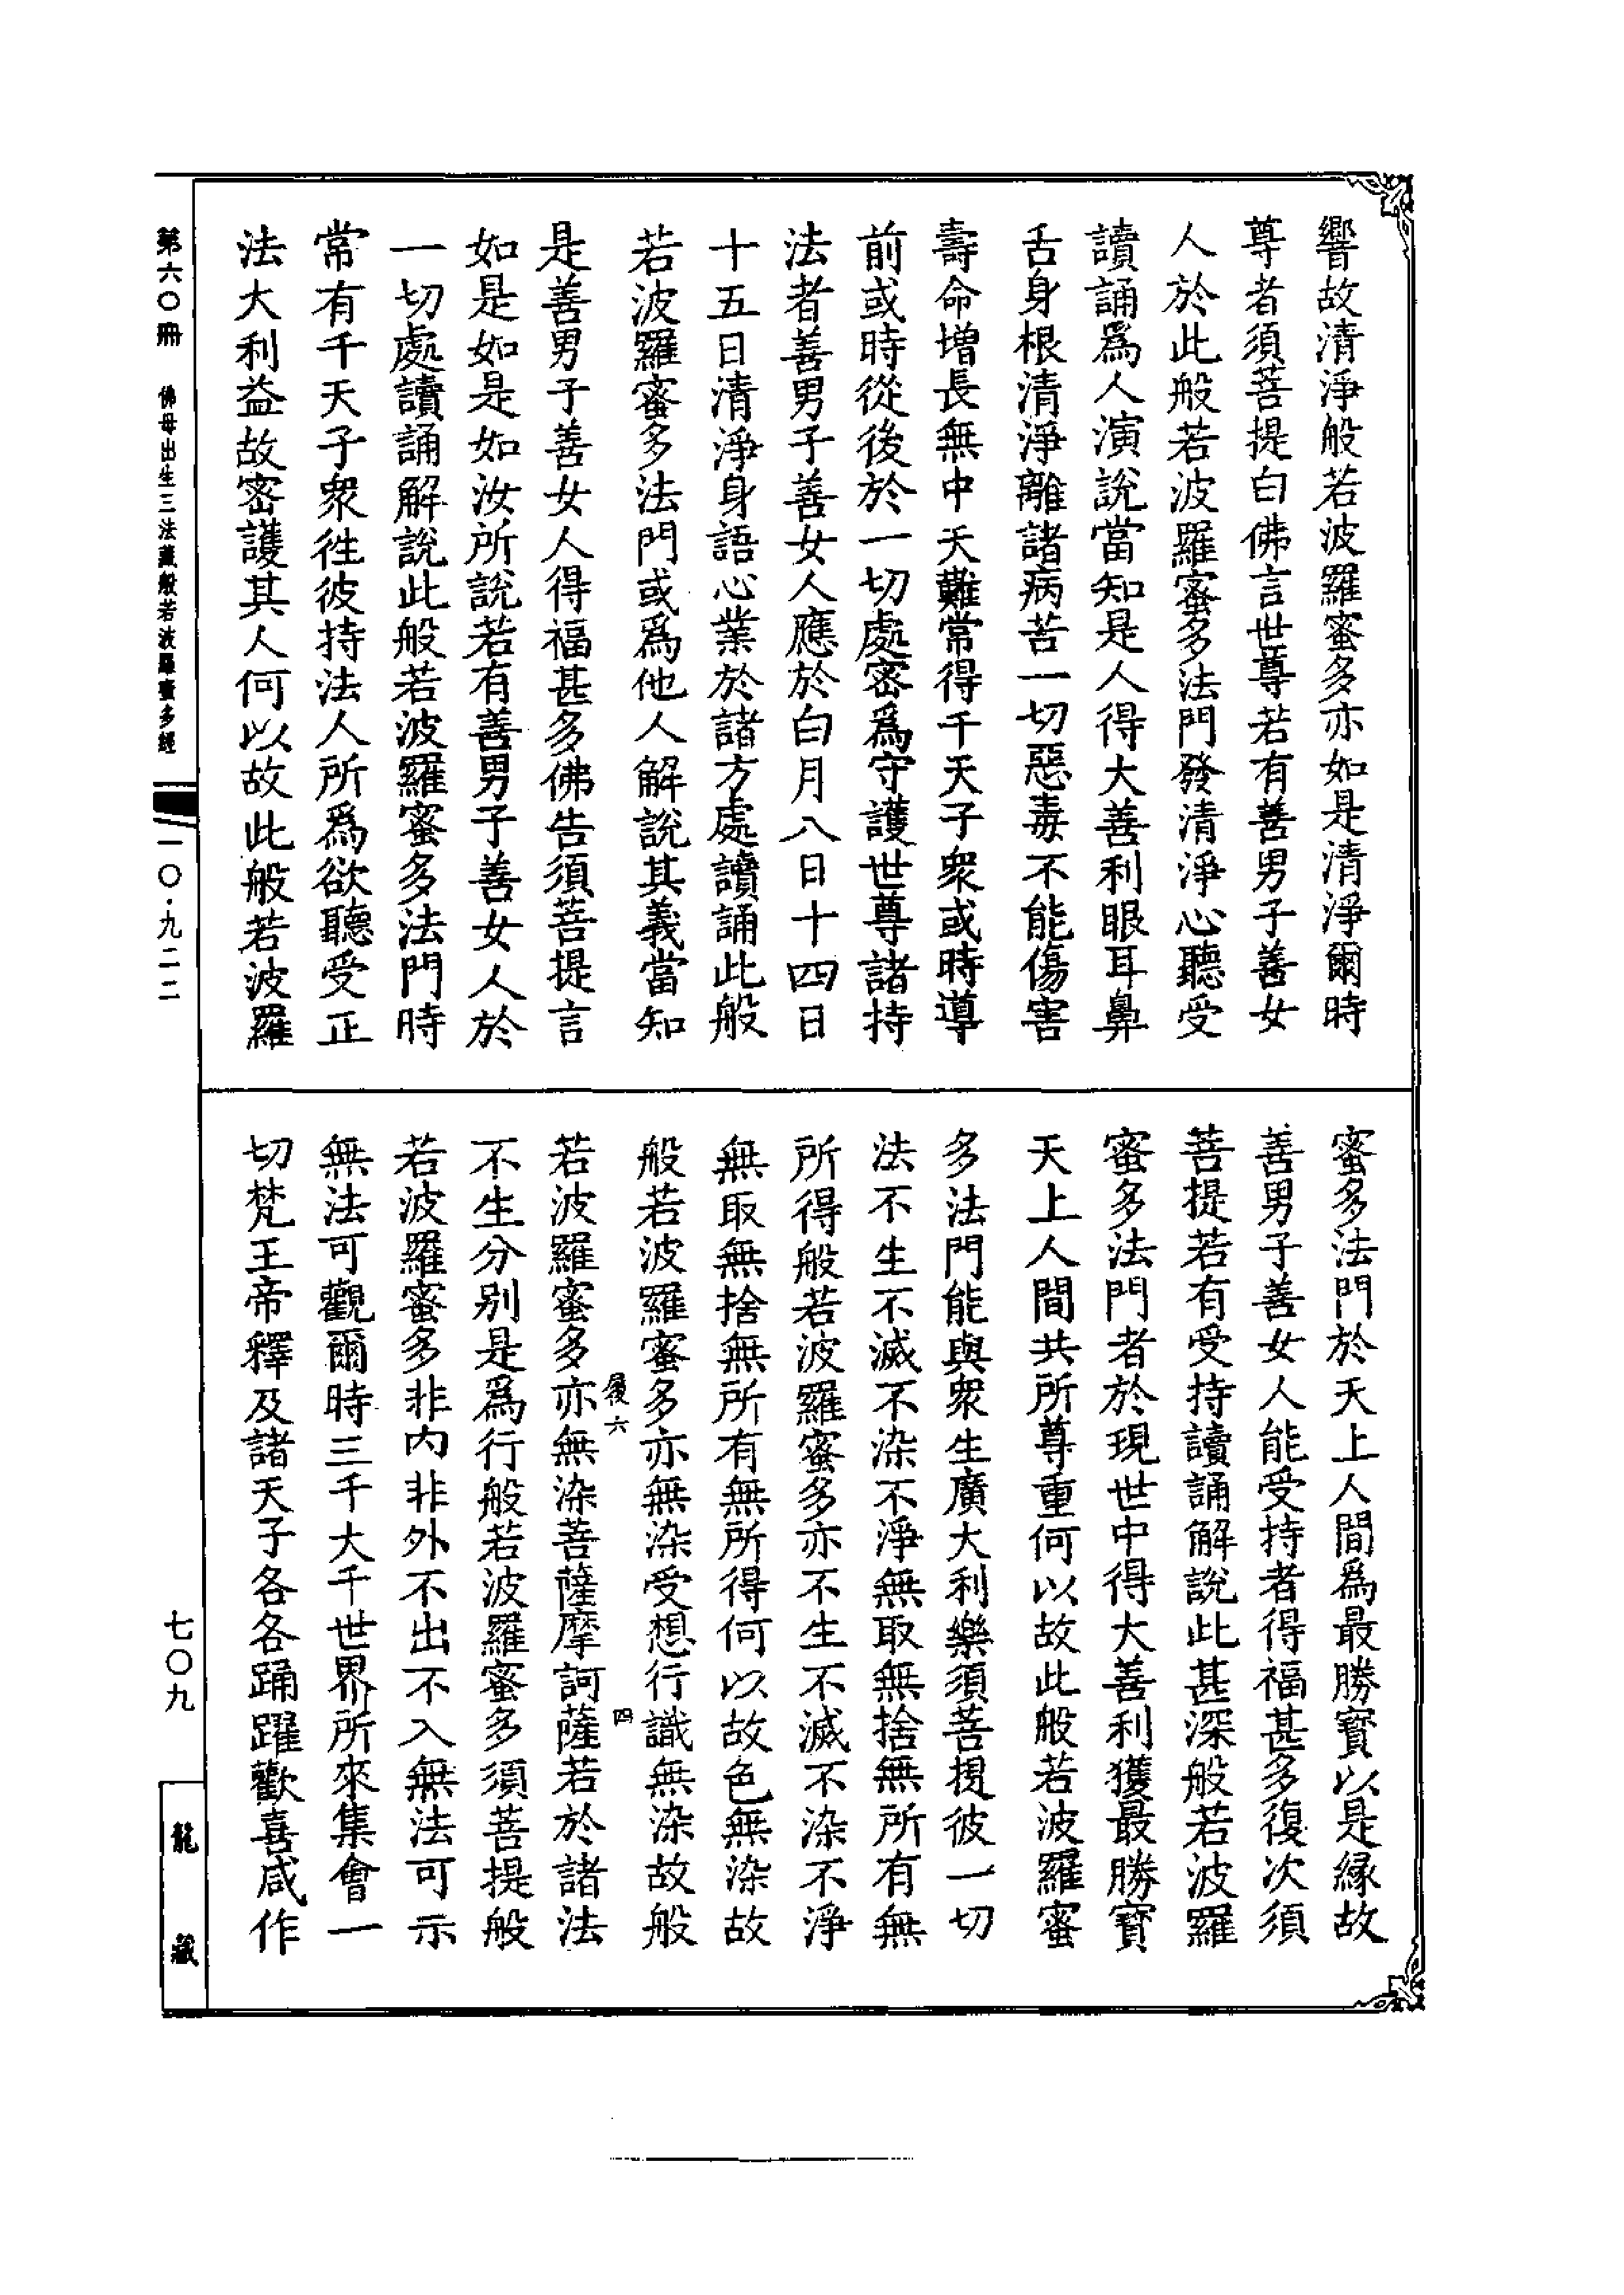 響故清淨般若波羅蜜多亦如是清淨爾時
尊者須菩提白佛言世尊若有善男子善女
人於此般若波羅蜜多法門發清淨心聽受
讀誦爲人演說當知是人得大善利眼耳鼻
舌身根清淨離諸病苦一切惡毒不能傷害
壽命增長無中夭難常得千天子衆或時導
前或時從後於一切處密爲守護世尊諸持
法者善男子善女人應於白月八日十四日
十五日清淨身語心業於諸方處讀誦此般
若波羅蜜多法門或爲他人解說其義當知
是善男子善女人得福甚多佛告須菩提言
如是如是如汝所說若有善男子善女人於
一切處讀誦解說此般若波羅蜜多法門時
常有千天子衆徃彼持法人所爲欲聽受正
法大利益故密護其人何以故此般若波羅
蜜多法門於天上人間爲最勝寳以是緣故
善男子善女人能受持者得福甚多復次須
菩提若有受持讀誦解說此甚深般若波羅
蜜多法門者於現世中得大善利獲最勝寳
天上人間共所尊重何以故此般若波羅蜜
多法門能與衆生廣大利樂須菩提彼一切
法不生不滅不染不淨無取無捨無所有無
所得般若波羅蜜多亦不生不滅不染不淨
無取無捨無所有無所得何以故色無染故
般若波羅蜜多亦無染受想行識無染故般
履六 四
若波羅蜜多亦無染菩薩摩訶薩若於諸法
不生分别是爲行般若波羅蜜多須菩提般
若波羅蜜多非内非外不出不入無法可示
無法可觀爾時三千大千世界所來集會一
切梵王帝釋及諸天子各各踊躍歡喜咸作
第六〇冊 佛母出生三法藏般若波羅蜜多經
一〇·九二二
七〇九
龍藏